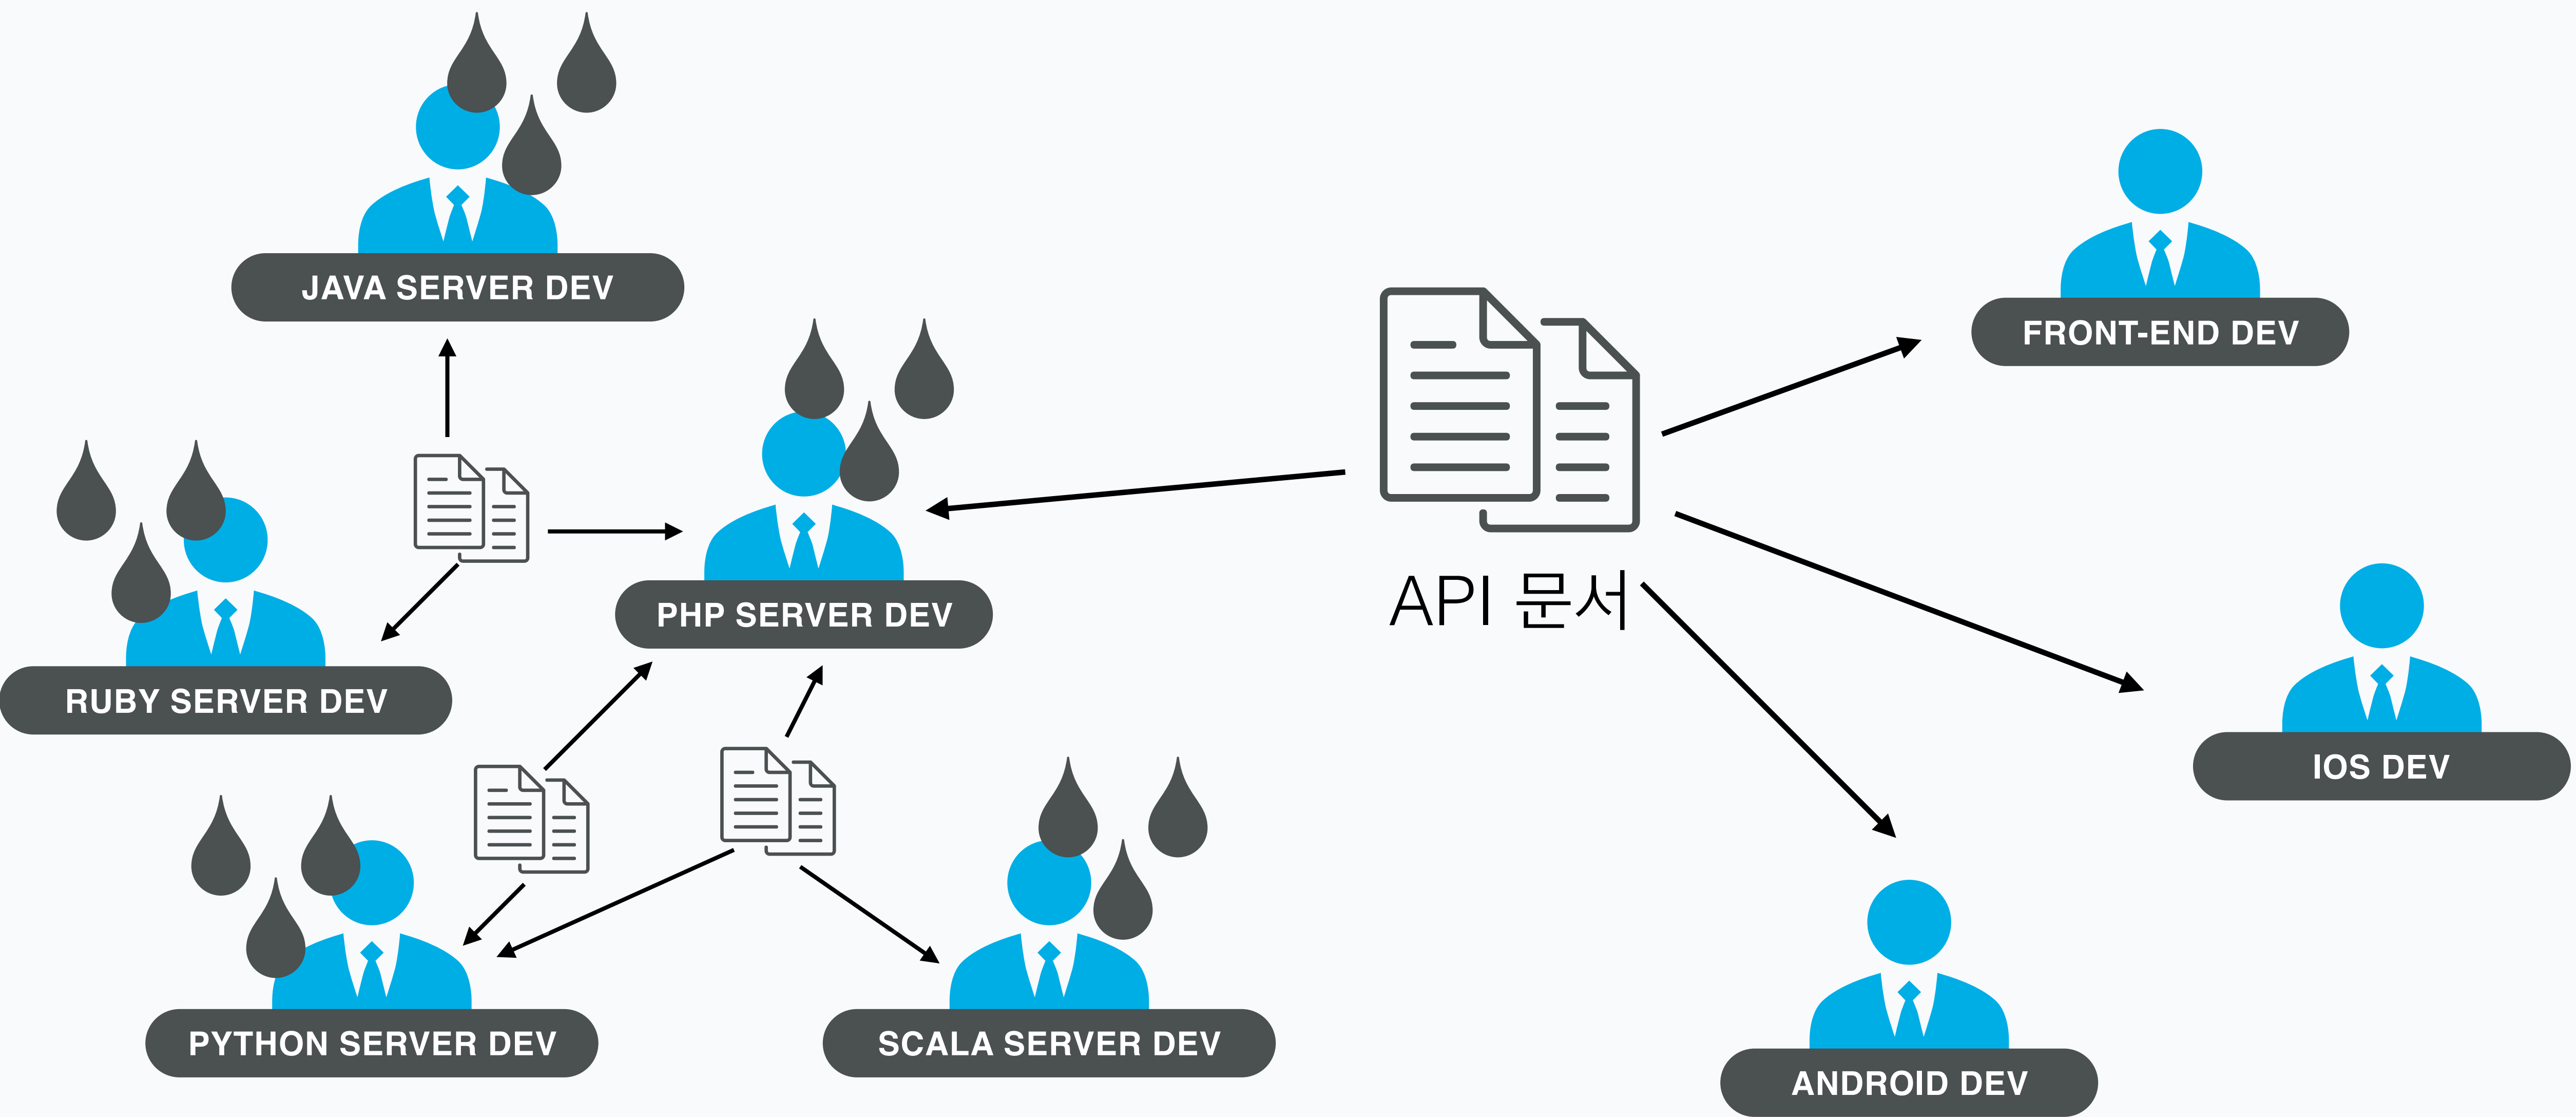 JAVA SERVER DEV
FRONT-END DEV
PHP SERVER DEV
API 문서
RUBY SERVER DEV
IOS DEV
PYTHON SERVER DEV
SCALA SERVER DEV
ANDROID DEV